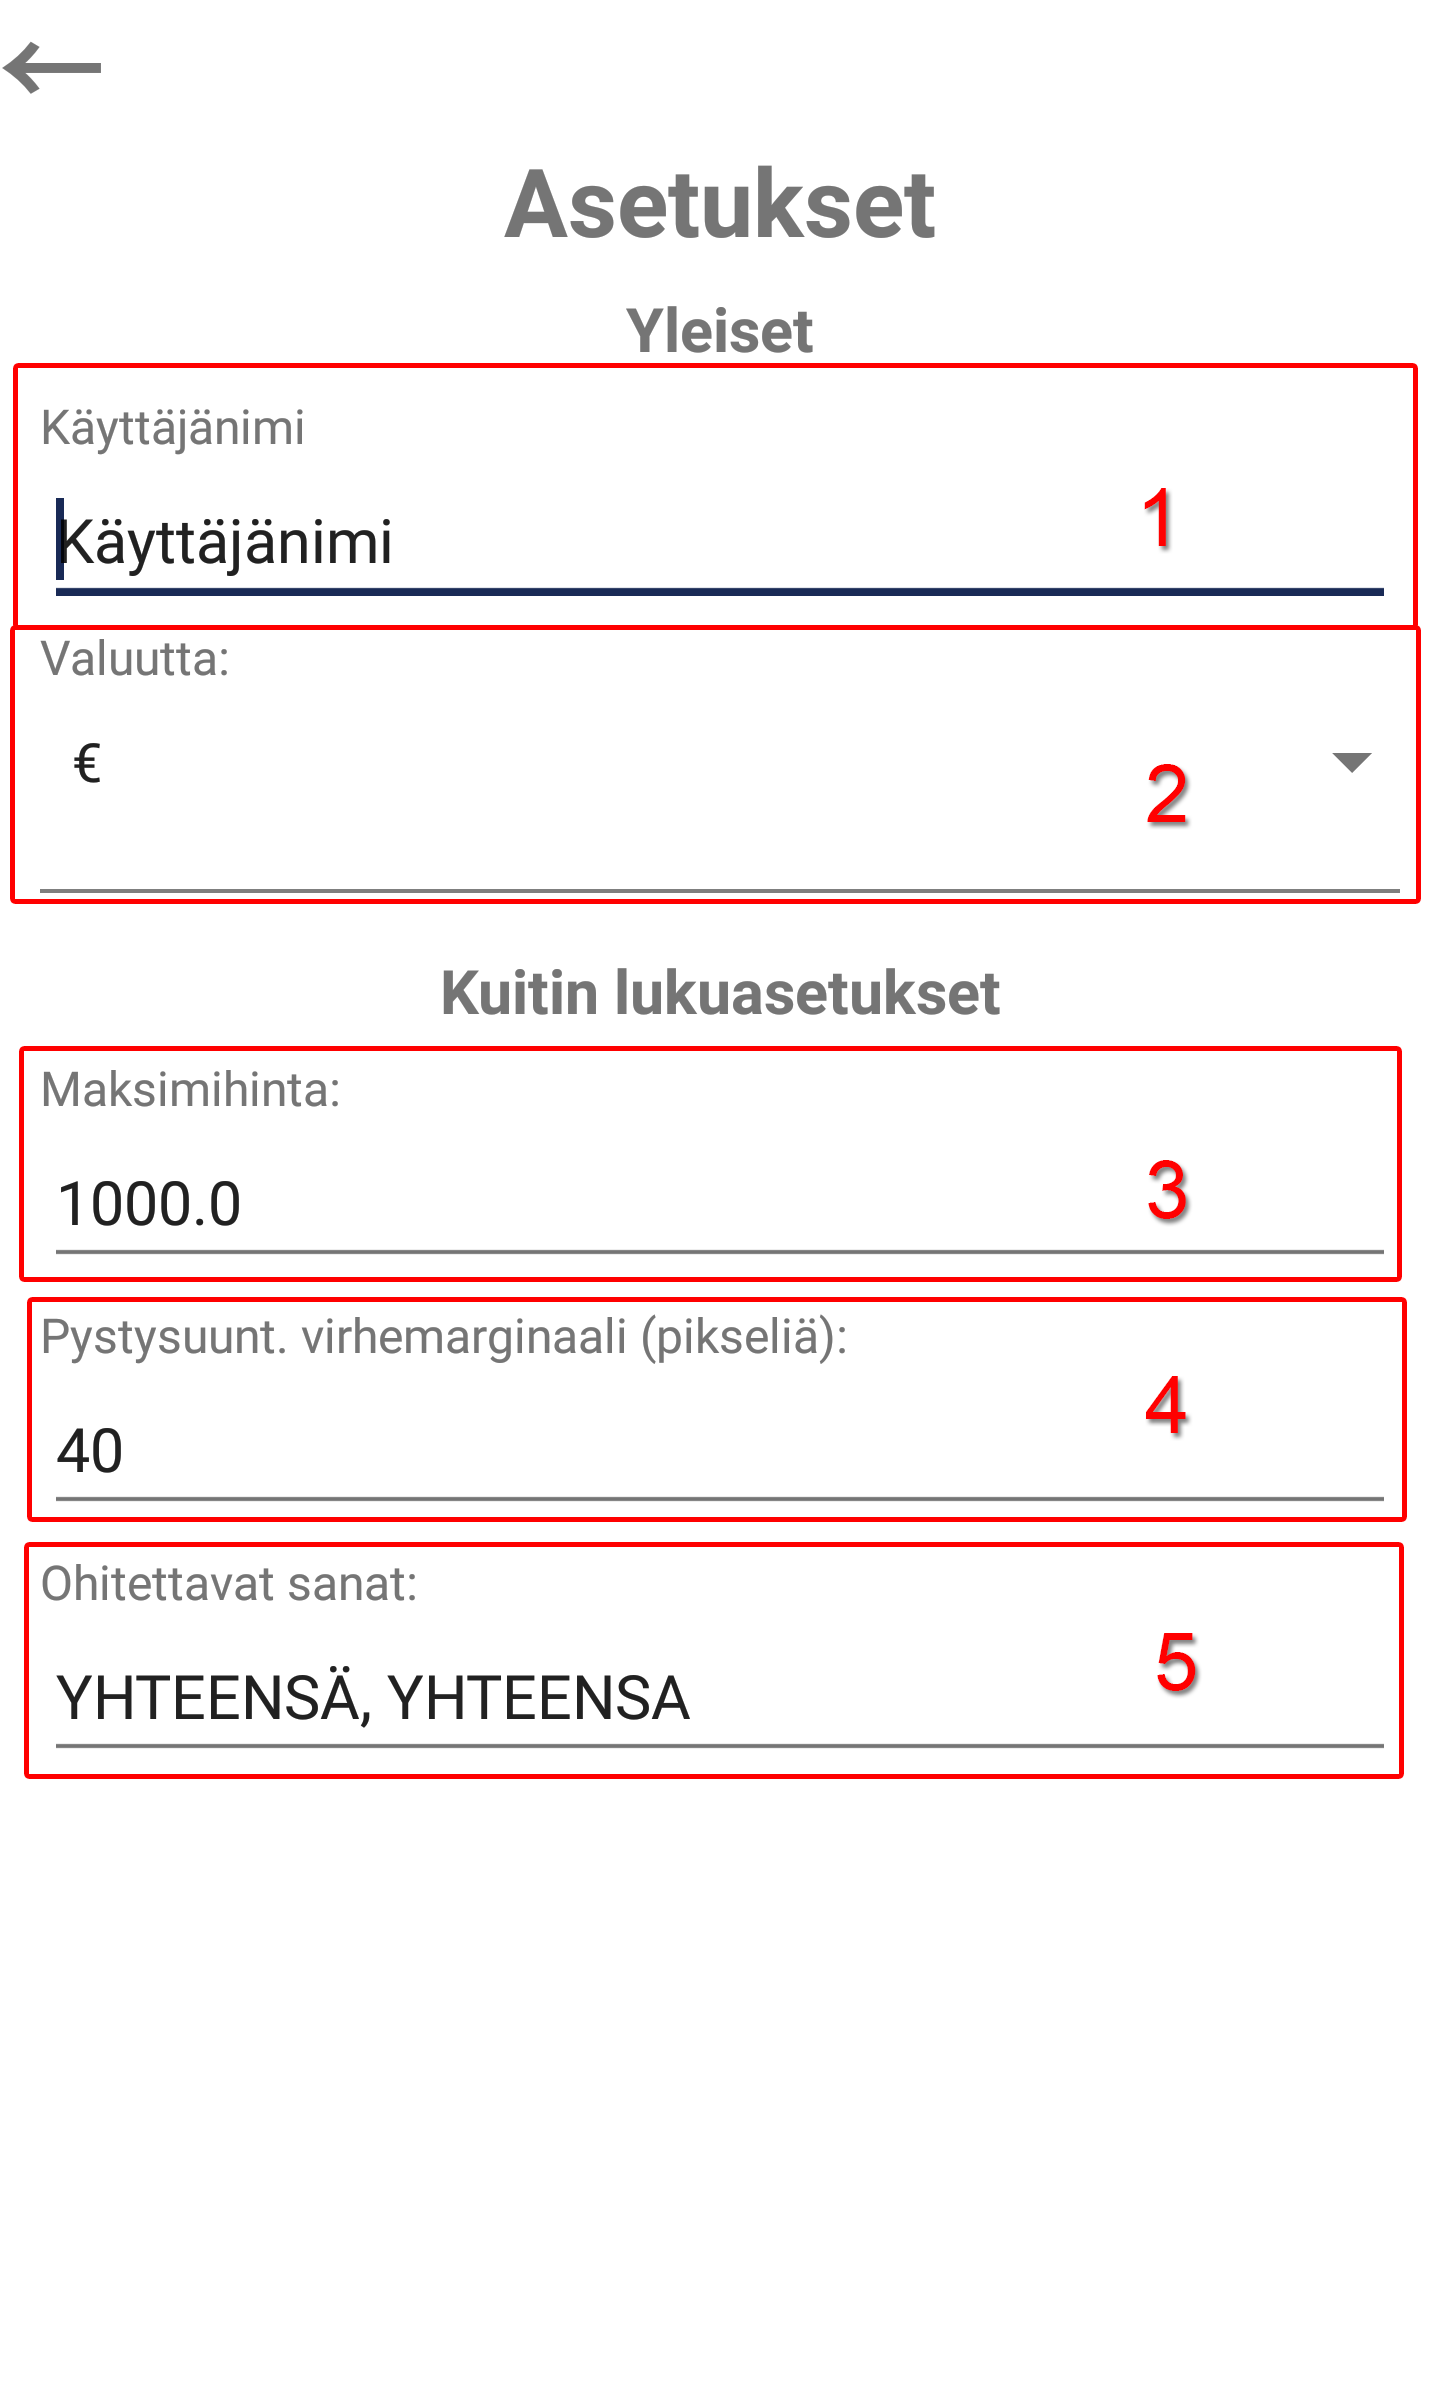 Asetukset
Yleiset
Käyttäjänimi
Käyttäjänimi
1
Valuutta:
€
2
Kuitin lukuasetukset
Maksimihinta:
1000.0
3
Pystysuunt. virhemarginaali (pikseliä):
40
4
Ohitettavat sanat:
YHTEENSÄ, YHTEENSA
5